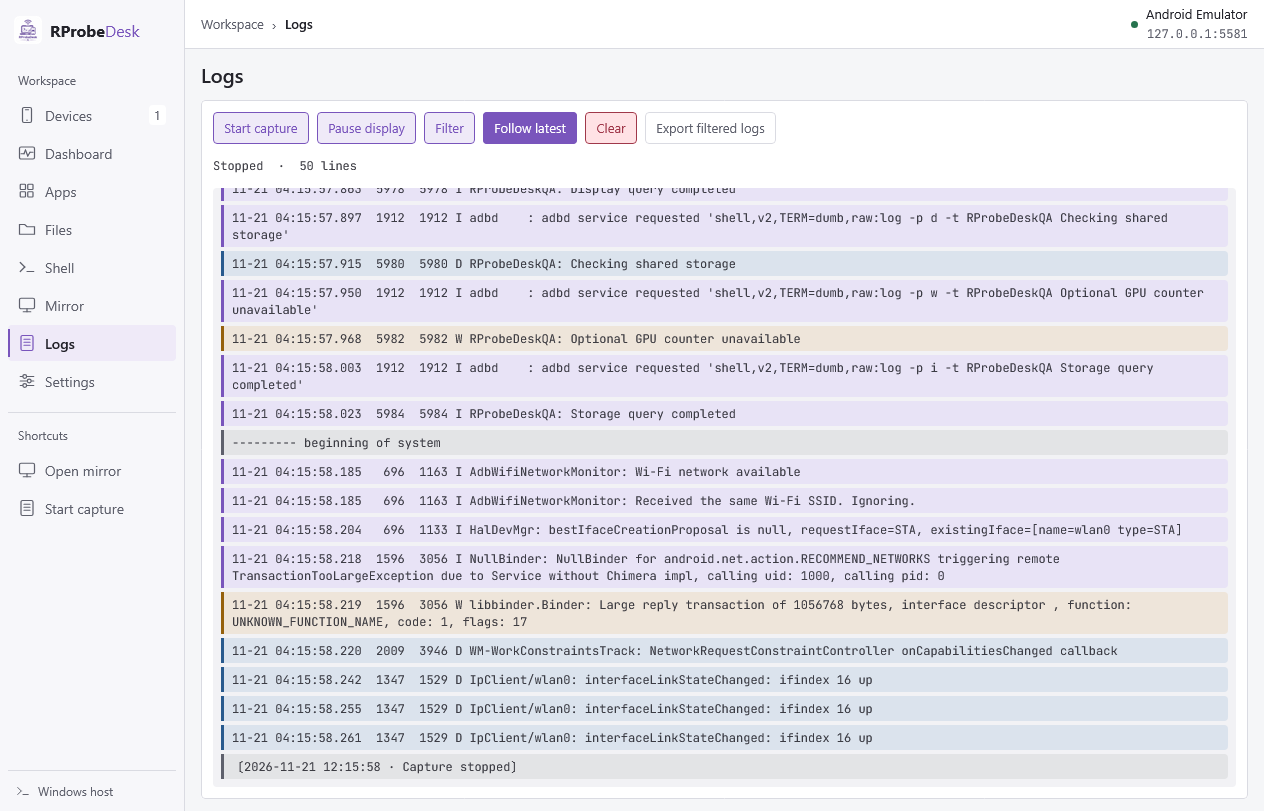 RProbeDesk
Workspace
Devices 1
Dashboard
Apps
Files
Shell
Mirror
Logs
Settings
Shortcuts
Open mirror
Start capture
Windows host
Workspace › Logs
Android Emulator
127.0.0.1:5581
Logs
Start capture Pause display Filter Follow latest Clear Export filtered logs
Stopped · 50 lines
11-21 04:15:57.863 5978 5978 I RProbeDeskQA: Display query completed
11-21 04:15:57.897 1912 1912 I adbd : adbd service requested 'shell,v2,TERM=dumb,raw:log -p d -t RProbeDeskQA Checking shared
storage'
11-21 04:15:57.915 5980 5980 D RProbeDeskQA: Checking shared storage
11-21 04:15:57.950 1912 1912 I adbd : adbd service requested 'shell,v2,TERM=dumb,raw:log -p w -t RProbeDeskQA Optional GPU counter
unavailable'
11-21 04:15:57.968 5982 5982 W RProbeDeskQA: Optional GPU counter unavailable
11-21 04:15:58.003 1912 1912 I adbd : adbd service requested 'shell,v2,TERM=dumb,raw:log -p i -t RProbeDeskQA Storage query
completed'
11-21 04:15:58.023 5984 5984 I RProbeDeskQA: Storage query completed
--------- beginning of system
11-21 04:15:58.185 696 1163 I AdbWifiNetworkMonitor: Wi-Fi network available
11-21 04:15:58.185 696 1163 I AdbWifiNetworkMonitor: Received the same Wi-Fi SSID. Ignoring.
11-21 04:15:58.204 696 1133 I HalDevMgr: bestIfaceCreationProposal is null, requestIface=STA, existingIface=[name=wlan0 type=STA]
11-21 04:15:58.218 1596 3056 I NullBinder: NullBinder for android.net.action.RECOMMEND_NETWORKS triggering remote
TransactionTooLargeException due to Service without Chimera impl, calling uid: 1000, calling pid: 0
11-21 04:15:58.219 1596 3056 W libbinder.Binder: Large reply transaction of 1056768 bytes, interface descriptor , function:
UNKNOWN_FUNCTION_NAME, code: 1, flags: 17
11-21 04:15:58.220 2009 3946 D WM-WorkConstraintsTrack: NetworkRequestConstraintController onCapabilitiesChanged callback
11-21 04:15:58.242 1347 1529 D IpClient/wlan0: interfaceLinkStateChanged: ifindex 16 up
11-21 04:15:58.255 1347 1529 D IpClient/wlan0: interfaceLinkStateChanged: ifindex 16 up
11-21 04:15:58.261 1347 1529 D IpClient/wlan0: interfaceLinkStateChanged: ifindex 16 up
[2026-11-21 12:15:58 · Capture stopped]